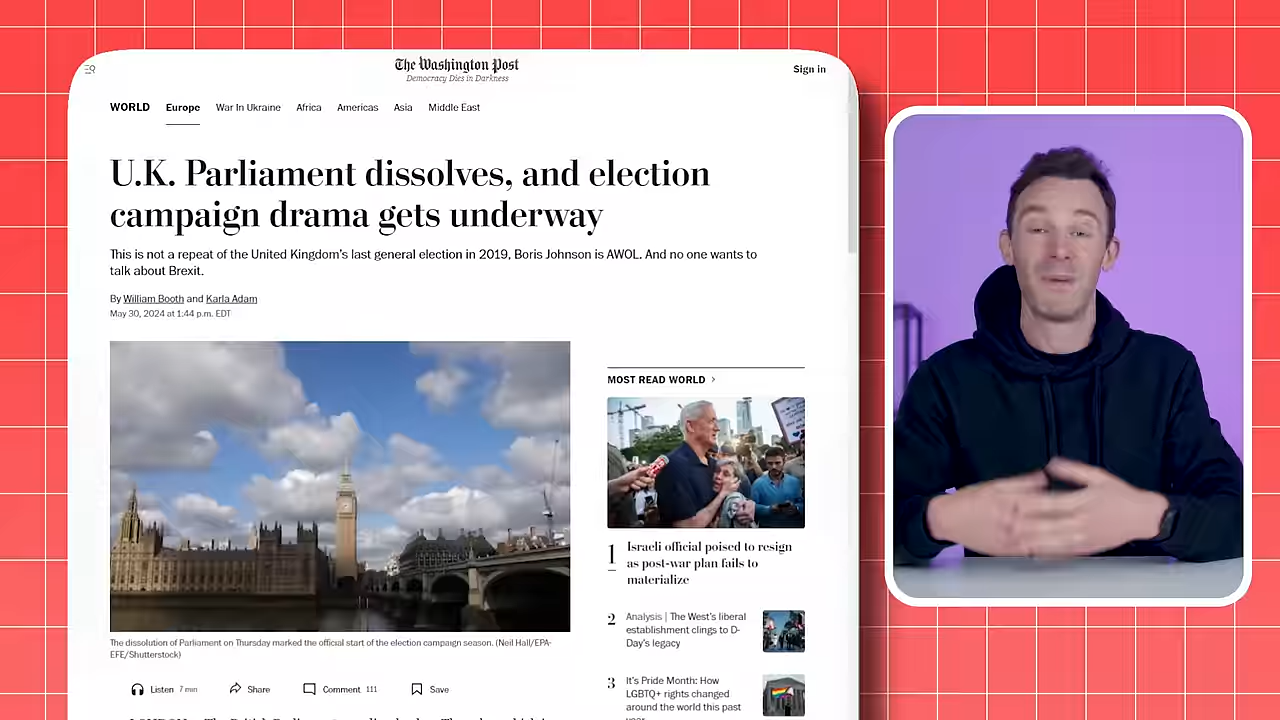 The Washington Post
Democracy Dies in Darkness
Sign in
WORLD
Europe
War In Ukraine
Africa
Americas
Asia
Middle East
U.K. Parliament dissolves, and election
campaign drama gets underway
This is not a repeat of the United Kingdom's last general election in 2019, Boris Johnson is AWOL. And no one wants to
talk about Brexit.
By William Booth and Karla Adam
May 30, 2024 at 1:44 p.m. EDT
The dissolution of Parliament on Thursday marked the official start of the election campaign season. (Neil Hall/EPA-
EFE/Shutterstock)
Listen 7 min
Share
Comment 111
Save
MOST READ WORLD >
1
Israeli official poised to resign
as post-war plan fails to
materialize
2
Analysis | The West's liberal
establishment clings to D-
Day's legacy
3
It's Pride Month: How
LGBTQ+ rights changed
around the world this past